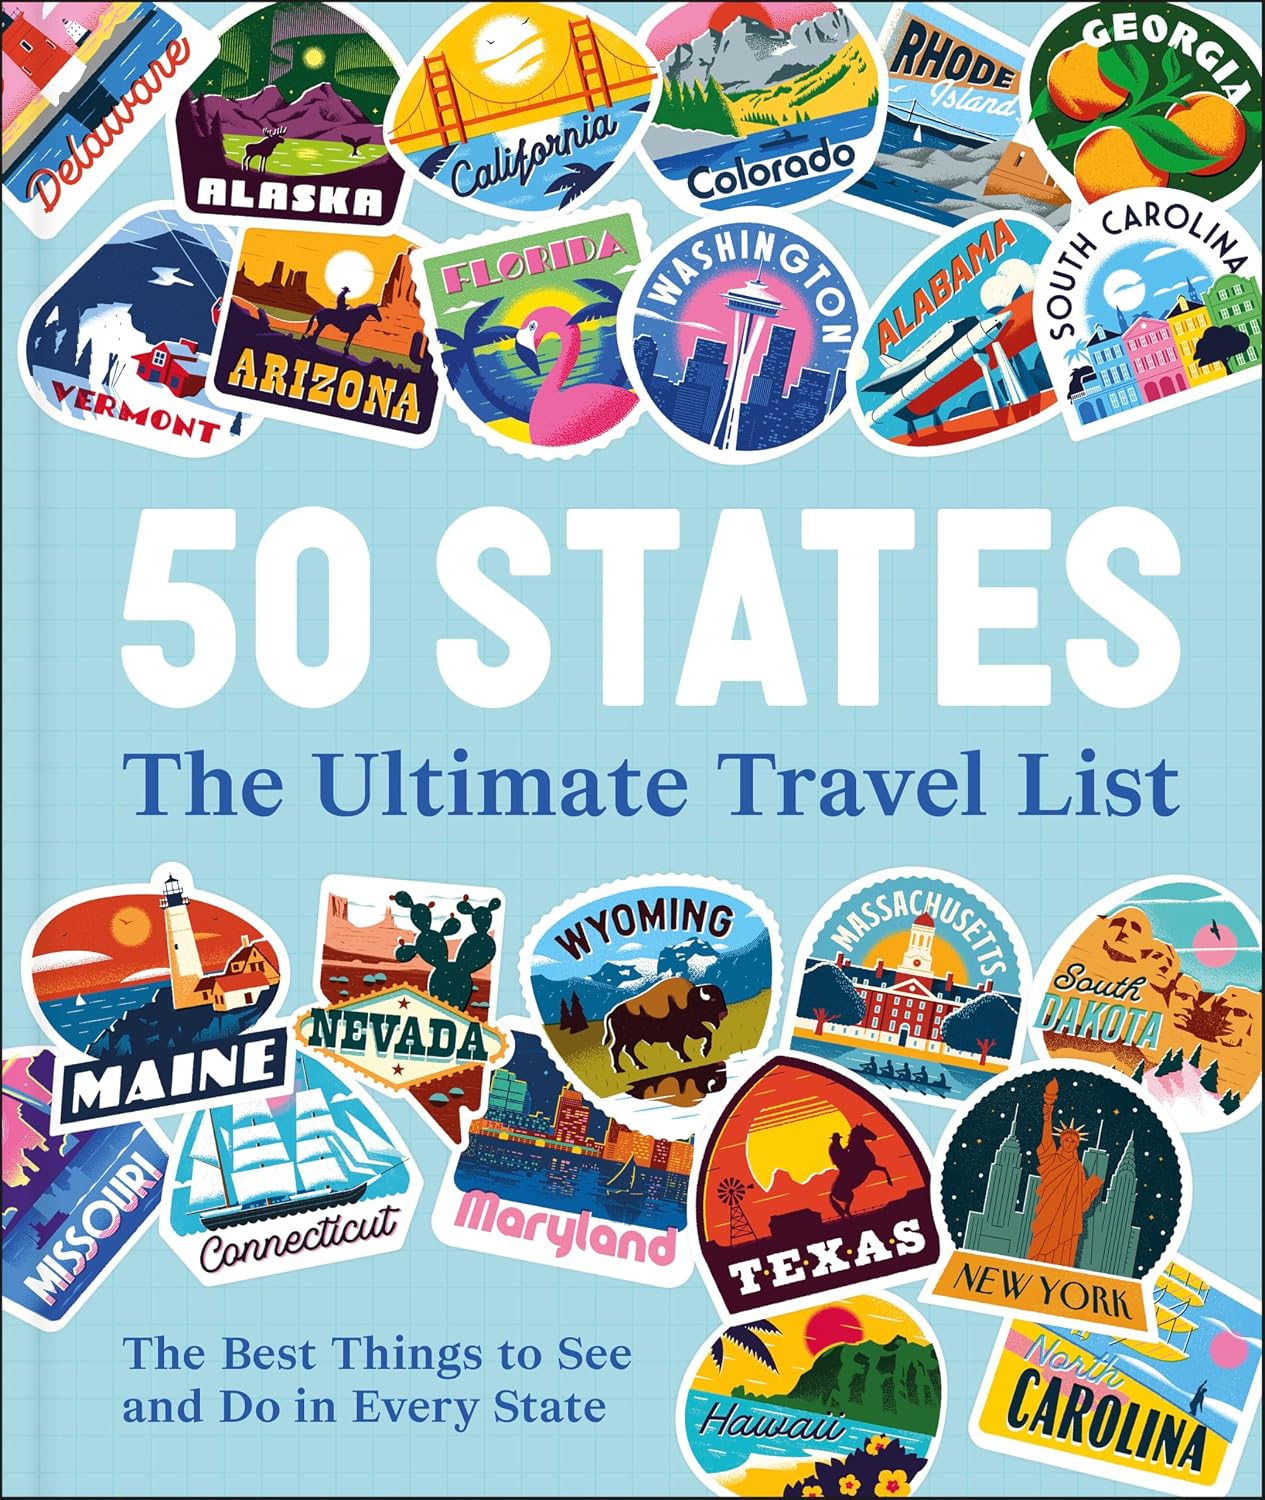 Delaware
ALASKA
California
Colorado
RHODE
Island
GEORGIA
VERMONT
ARIZONA
FLORIDA
WASHINGTON
ALABAMA
SOUTH CAROLINA
50 STATES
The Ultimate Travel List
MAINE
NEVADA
WYOMING
MASSACHUSETTS
South
DAKOTA
MISSOURI
Connecticut
Maryland
TEXAS
NEW YORK
The Best Things to See
and Do in Every State
Hawaii
North
CAROLINA